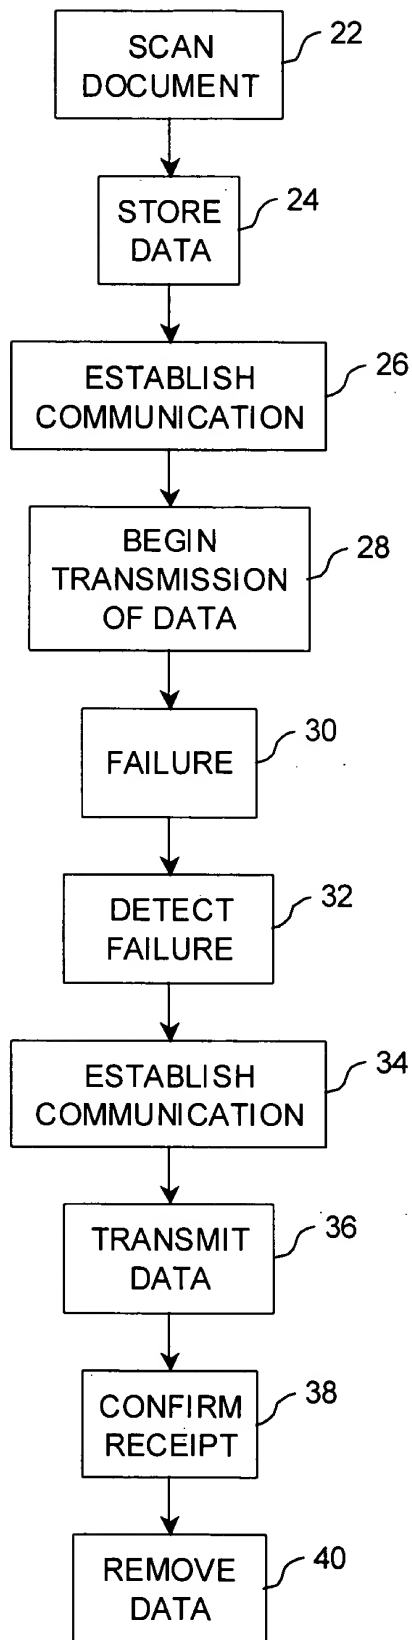 SCAN
DOCUMENT
22
STORE
DATA
24
ESTABLISH
COMMUNICATION
26
BEGIN
TRANSMISSION
OF DATA
28
FAILURE
30
DETECT
FAILURE
32
ESTABLISH
COMMUNICATION
34
TRANSMIT
DATA
36
CONFIRM
RECEIPT
38
REMOVE
DATA
40